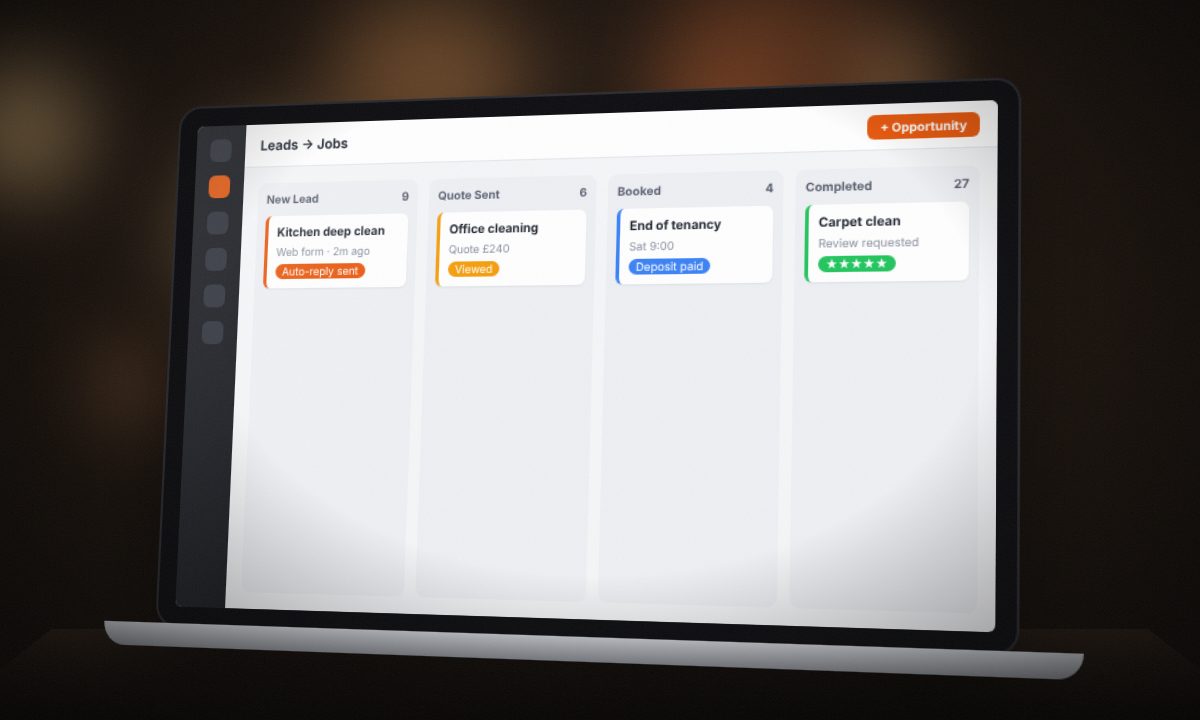 Leads → Jobs
+ Opportunity
New Lead 9
Kitchen deep clean
Web form · 2m ago
Auto-reply sent
Quote Sent 6
Office cleaning
Quote £240
Viewed
Booked 4
End of tenancy
Sat 9:00
Deposit paid
Completed 27
Carpet clean
Review requested
★★★★★